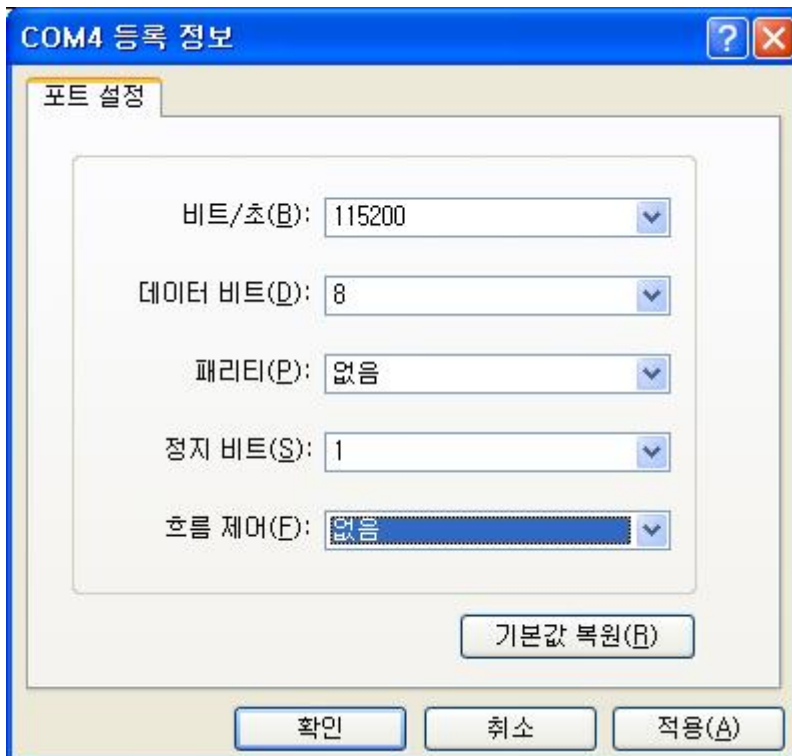 COM4 등록 정보
포트 설정
비트/초(B): 115200
데이터 비트(D): 8
패리티(P): 없음
정지 비트(S): 1
흐름 제어(F): 없음
기본값 복원(R)
확인 취소 적용(A)